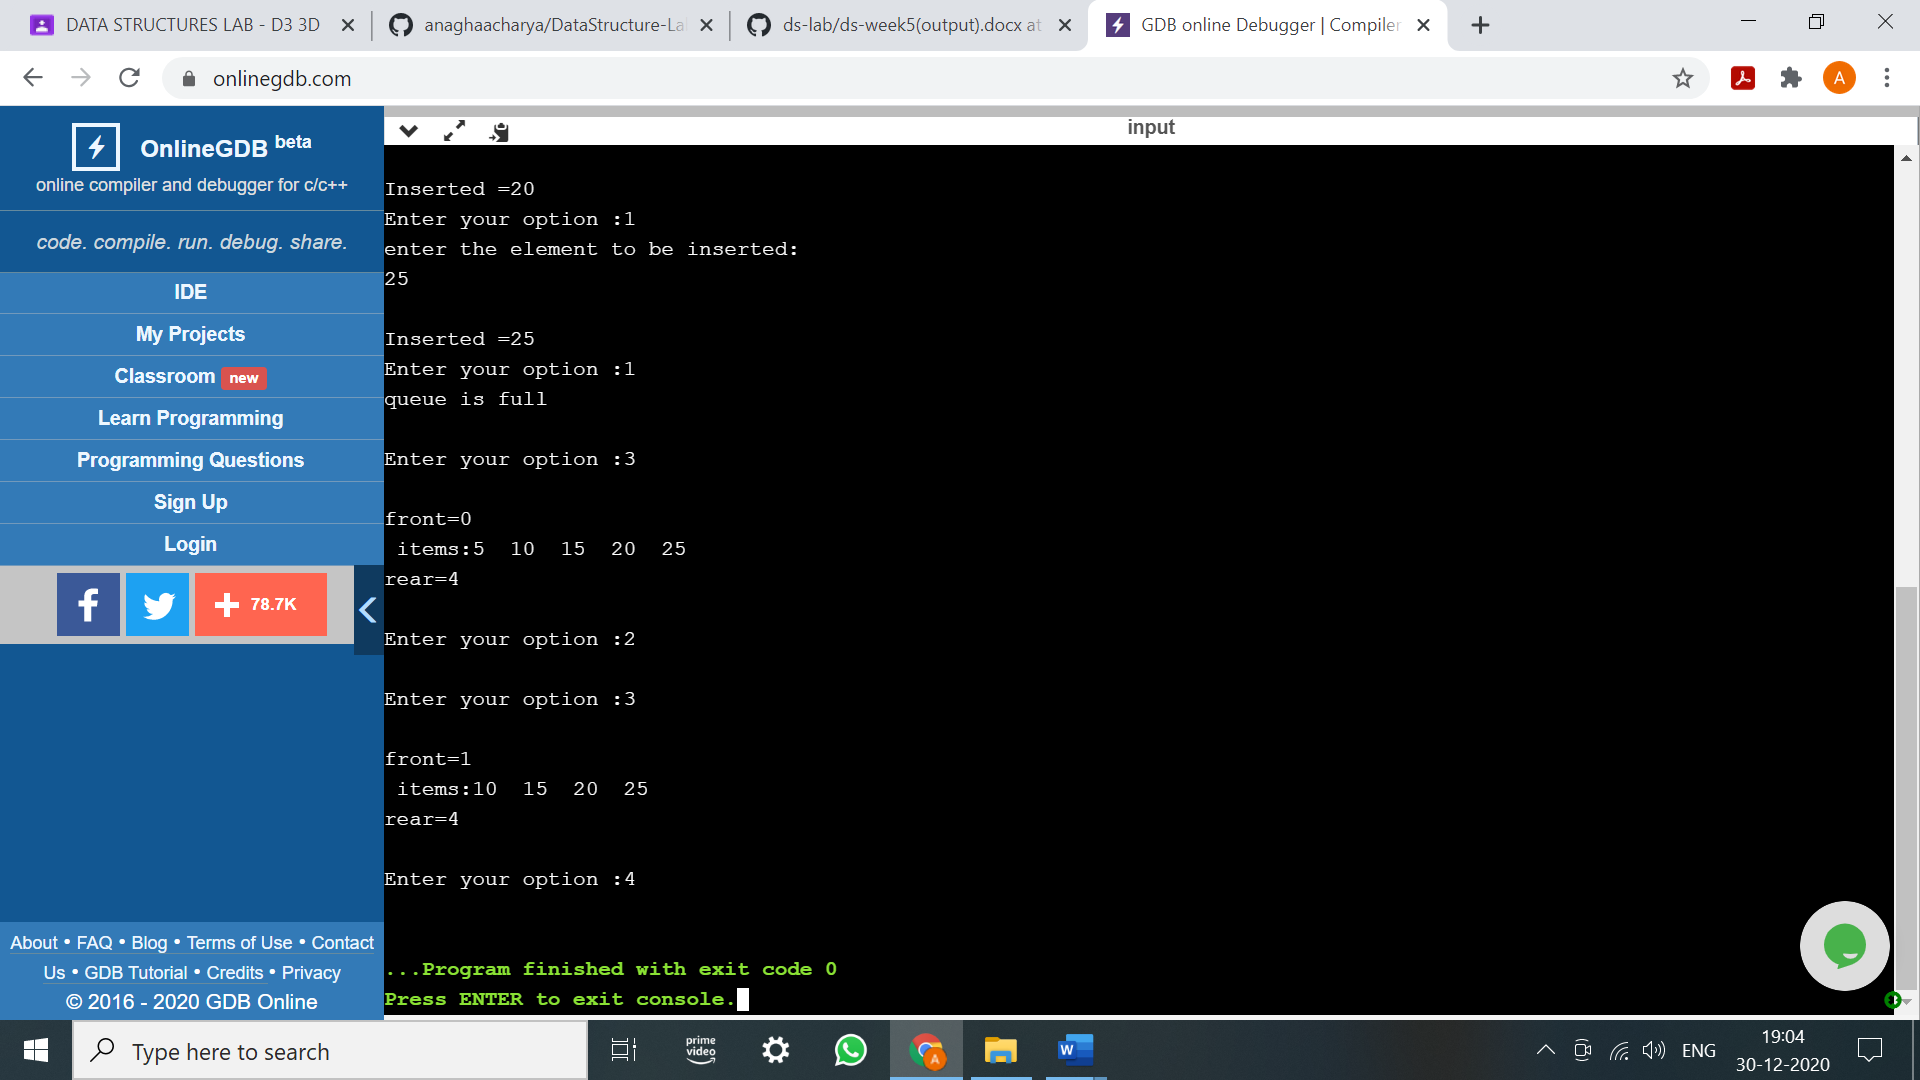 DATA STRUCTURES LAB - D3 3D
anaghaacharya/DataStructure-La
ds-lab/ds-week5(output).docx at
GDB online Debugger | Compiler
onlinegdb.com
A
OnlineGDB beta
online compiler and debugger for c/c++
code. compile. run. debug. share.
IDE
My Projects
Classroom new
Learn Programming
Programming Questions
Sign Up
Login
f
+ 78.7K
About • FAQ • Blog • Terms of Use • Contact
Us • GDB Tutorial • Credits • Privacy
© 2016 - 2020 GDB Online
input
Inserted =20
Enter your option :1
enter the element to be inserted:
25
Inserted =25
Enter your option :1
queue is full
Enter your option :3
front=0
items:5 10 15 20 25
rear=4
Enter your option :2
Enter your option :3
front=1
items:10 15 20 25
rear=4
Enter your option :4
...Program finished with exit code 0
Press ENTER to exit console.
Type here to search
prime
video
A
W
ENG
19:04
30-12-2020